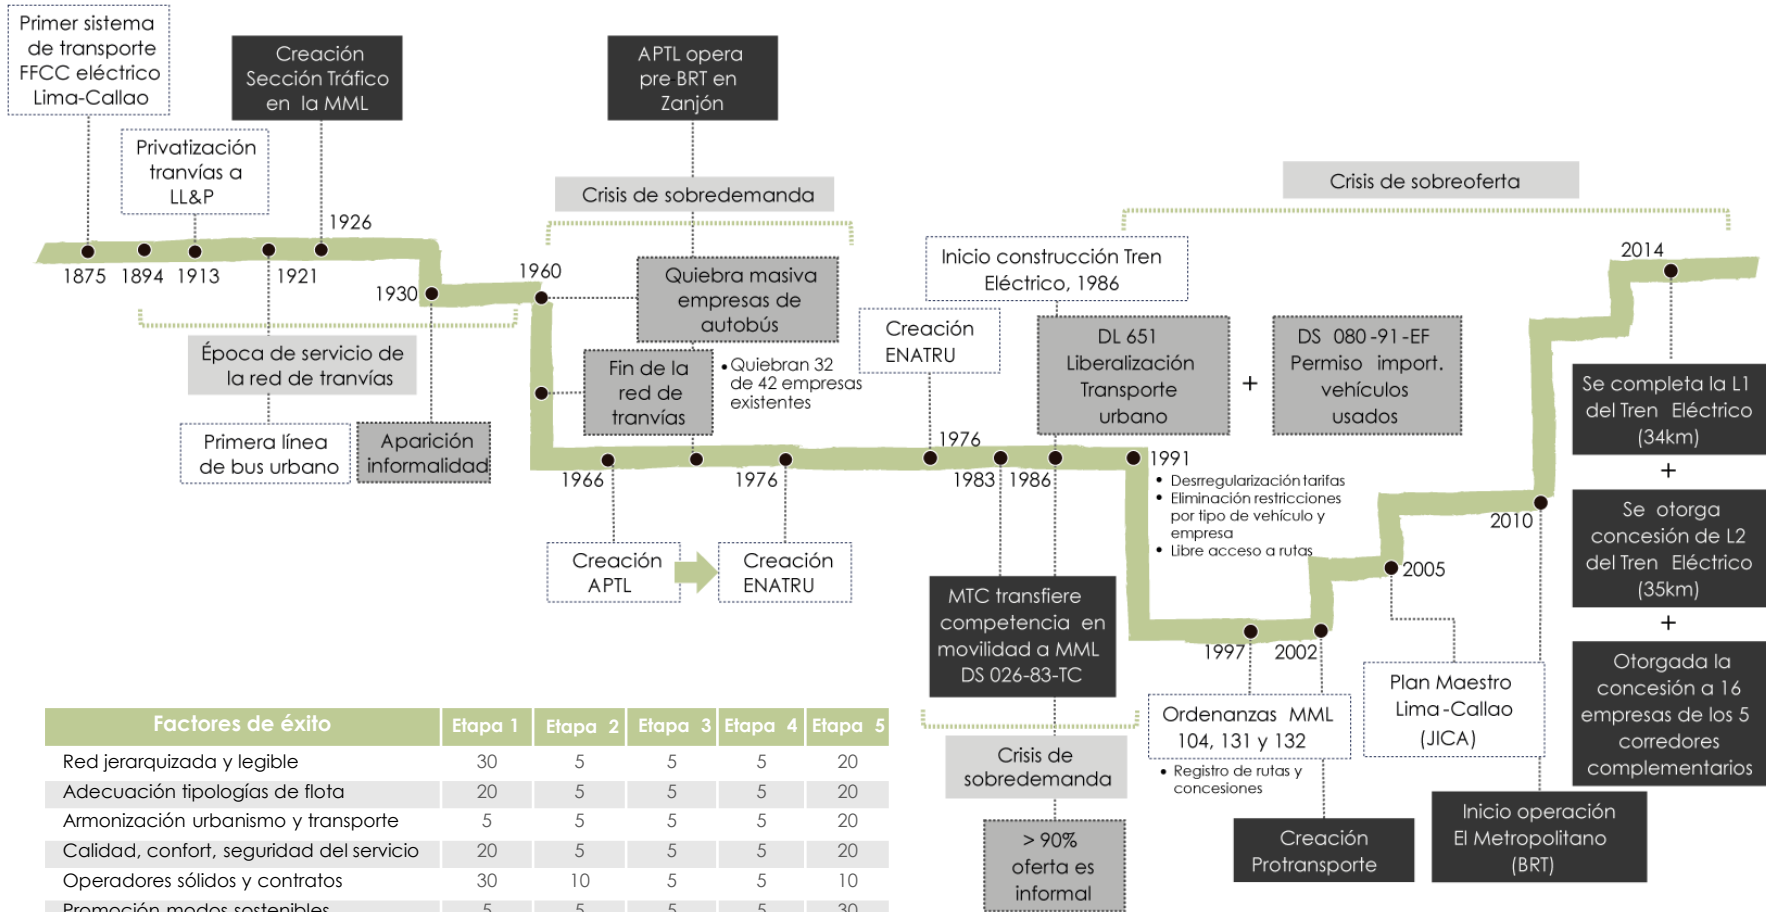 Primer sistema
de transporte
FFCC eléctrico
Lima-Callao
Creación
Sección Tráfico
en la MML
Privatización
tranvías a
LL&P
APTL opera
pre-BRT en
Zanjón
Crisis de sobredemanda
Crisis de sobreoferta
1875
1894
1913
1921
1926
1930
1960
Época de servicio de
la red de tranvías
Primera línea
de bus urbano
Aparición
informalidad
Quiebra masiva
empresas de
autobús
Fin de la
red de
tranvías
• Quiebran 32
de 42 empresas
existentes
Creación
ENATRU
Inicio construcción Tren
Eléctrico, 1986
DL 651
Liberalización
Transporte
urbano
+
DS 080-91-EF
Permiso import.
vehículos
usados
1966
1976
1976
1983
1986
1991
• Desrregularización tarifas
• Eliminación restricciones
por tipo de vehículo y
empresa
• Libre acceso a rutas
Creación
APTL
Creación
ENATRU
MTC transfiere
competencia en
movilidad a MML
DS 026-83-TC
Crisis de
sobredemanda
> 90%
oferta es
informal
1997
2002
2005
2010
2014
Ordenanzas MML
104, 131 y 132
• Registro de rutas y
concesiones
Creación
Protransporte
Plan Maestro
Lima-Callao
(JICA)
Inicio operación
El Metropolitano
(BRT)
Se completa la L1
del Tren Eléctrico
(34km)
+
Se otorga
concesión de L2
del Tren Eléctrico
(35km)
+
Otorgada la
concesión a 16
empresas de los 5
corredores
complementarios
Factores de éxito Etapa 1 Etapa 2 Etapa 3 Etapa 4 Etapa 5
Red jerarquizada y legible 30 5 5 5 20
Adecuación tipologías de flota 20 5 5 5 20
Armonización urbanismo y transporte 5 5 5 5 20
Calidad, confort, seguridad del servicio 20 5 5 5 20
Operadores sólidos y contratos 30 10 5 5 10
Promoción modos sostenibles 5 5 5 5 30